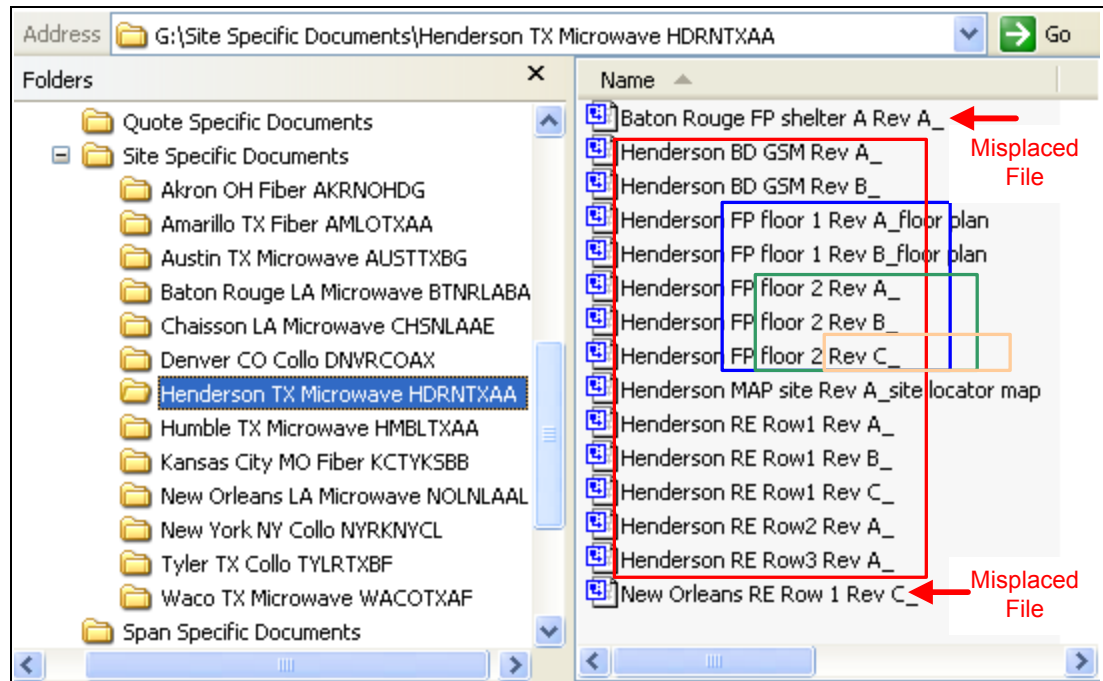 Address G:\Site Specific Documents\Henderson TX Microwave HDRNTXAA Go
Folders
Quote Specific Documents
Site Specific Documents
Akron OH Fiber AKRNOHDG
Amarillo TX Fiber AMLOTXAA
Austin TX Microwave AUSTTXBG
Baton Rouge LA Microwave BTNRLABA
Chaisson LA Microwave CHSNLAAE
Denver CO Collo DNVRCOAX
Henderson TX Microwave HDRNTXAA
Humble TX Microwave HMBLTXAA
Kansas City MO Fiber KCTYKSBB
New Orleans LA Microwave NOLNLAAL
New York NY Collo NYRKNYCL
Tyler TX Collo TYLRTXBF
Waco TX Microwave WACOTXAF
Span Specific Documents
Name
Baton Rouge FP shelter A Rev A_
Misplaced
File
Henderson BD GSM Rev A_
Henderson BD GSM Rev B_
Henderson FP floor 1 Rev A_floor plan
Henderson FP floor 1 Rev B_floor plan
Henderson FP floor 2 Rev A_
Henderson FP floor 2 Rev B_
Henderson FP floor 2 Rev C_
Henderson MAP site Rev A_site locator map
Henderson RE Row1 Rev A_
Henderson RE Row1 Rev B_
Henderson RE Row1 Rev C_
Henderson RE Row2 Rev A_
Henderson RE Row3 Rev A_
New Orleans RE Row 1 Rev C_
Misplaced
File